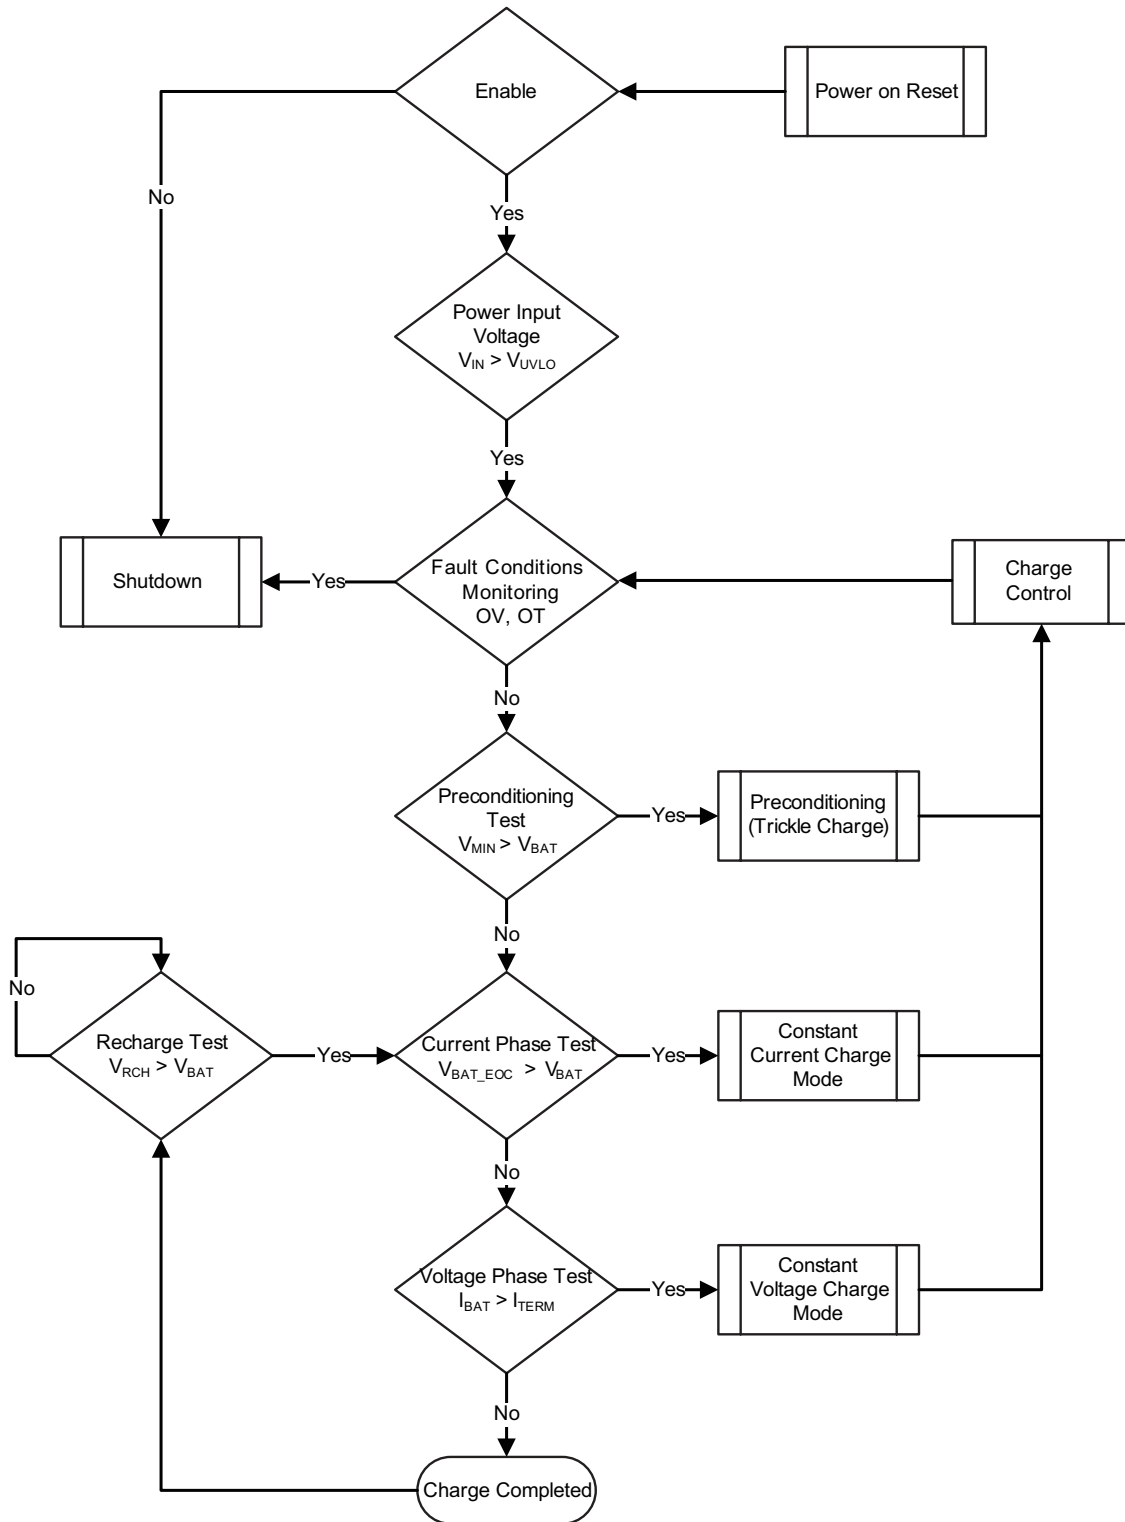 Enable
Power on Reset
No
Yes
Power Input
Voltage
V_IN > V_UVLO
Yes
Shutdown
Yes
Fault Conditions
Monitoring
OV, OT
Charge
Control
No
Preconditioning
Test
V_MIN > V_BAT
Yes
Preconditioning
(Trickle Charge)
No
No
Recharge Test
V_RCH > V_BAT
Yes
Current Phase Test
V_BAT_EOC > V_BAT
Yes
Constant
Current Charge
Mode
No
Voltage Phase Test
I_BAT > I_TERM
Yes
Constant
Voltage Charge
Mode
No
Charge Completed